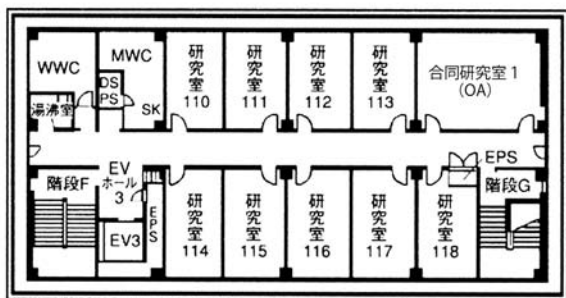 WWC
MWC
DS
PS
SK
湯沸室
研究室
110
研究室
111
研究室
112
研究室
113
合同研究室1
(OA)
EPS
階段F
EV
ホール
3
EPS
EV3
研究室
114
研究室
115
研究室
116
研究室
117
研究室
118
階段G